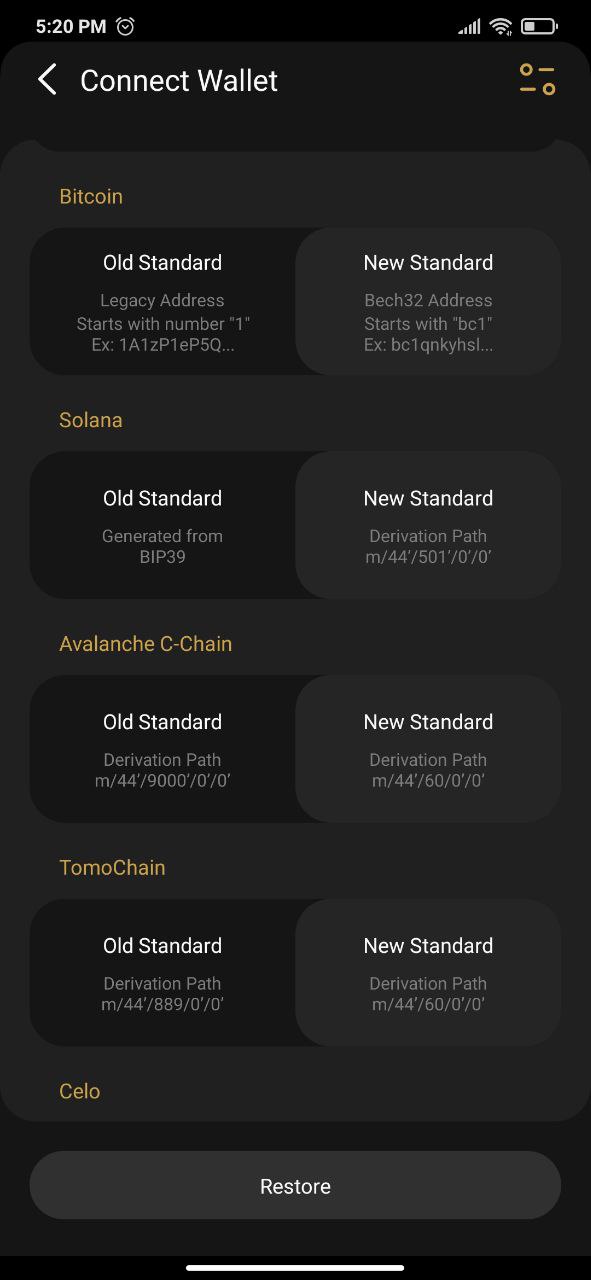 5:20 PM
Connect Wallet
Bitcoin
Old Standard
Legacy Address
Starts with number "1"
Ex: 1A1zP1eP5Q...
New Standard
Bech32 Address
Starts with "bc1"
Ex: bc1qnkyhsl...
Solana
Old Standard
Generated from
BIP39
New Standard
Derivation Path
m/44’/501’/0’/0’
Avalanche C-Chain
Old Standard
Derivation Path
m/44’/9000’/0’/0’
New Standard
Derivation Path
m/44’/60/0’/0’
TomoChain
Old Standard
Derivation Path
m/44’/889/0’/0’
New Standard
Derivation Path
m/44’/60/0’/0’
Celo
Restore